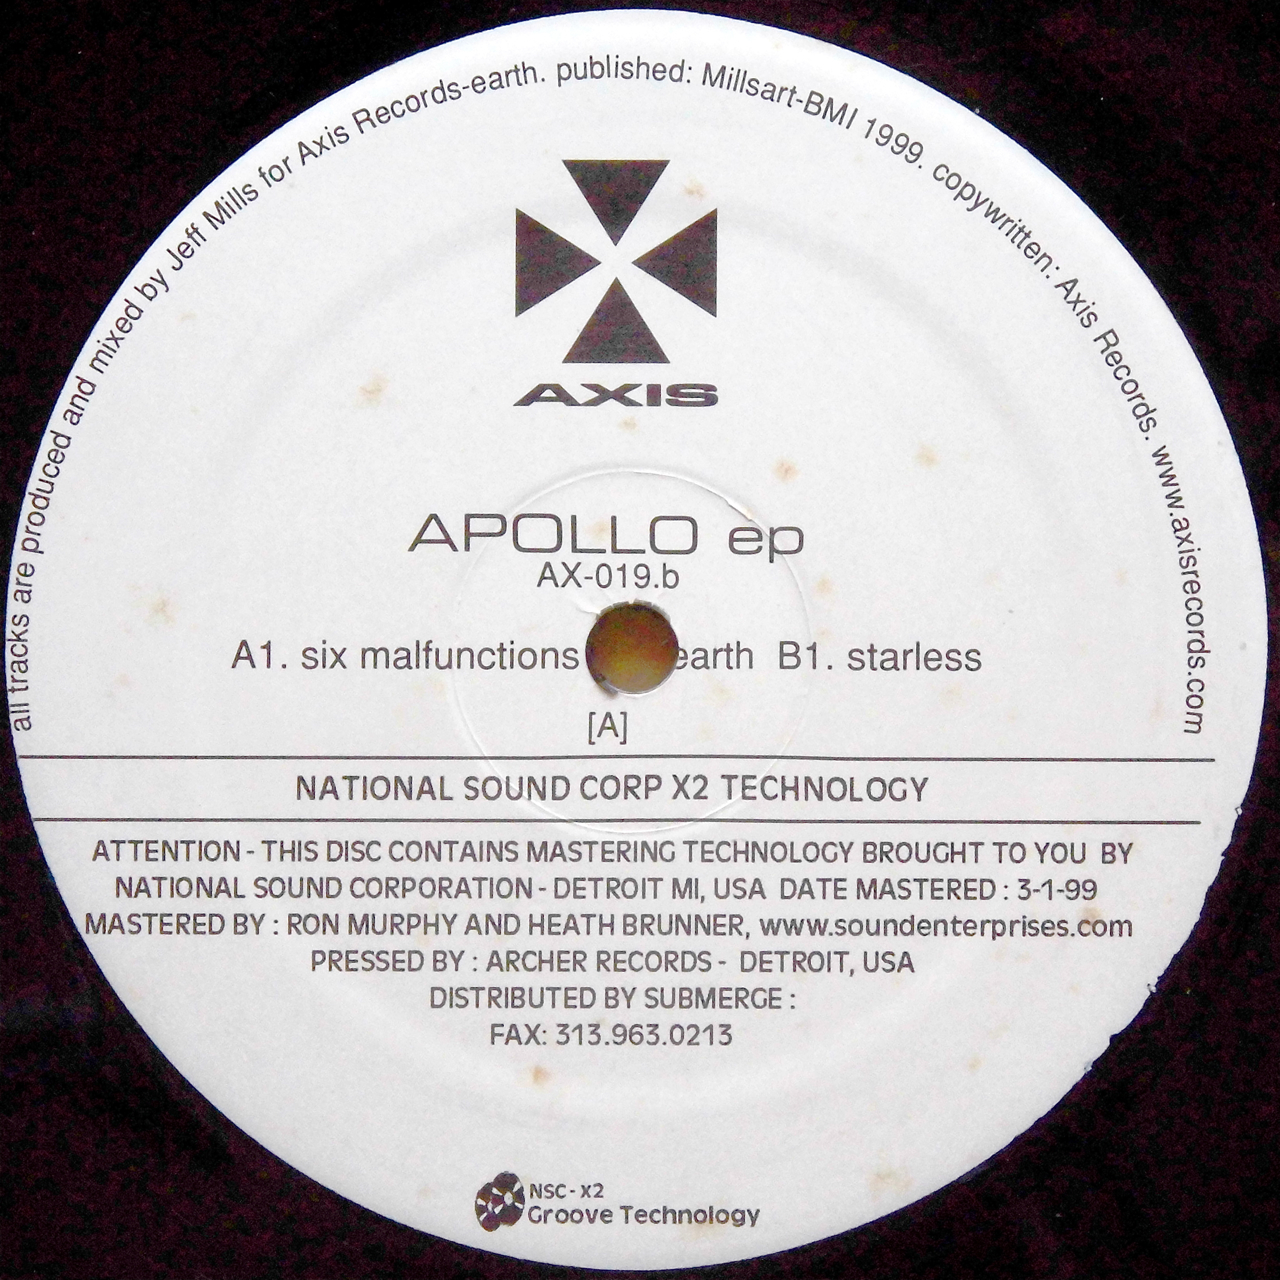 all tracks are produced and mixed by Jeff Mills for Axis Records-earth. published: Millsart-BMI 1999. copywritten: Axis Records. www.axisrecords.com
AXIS
APOLLO ep
AX-019.b
A1. six malfunctions earth B1. starless
[A]
NATIONAL SOUND CORP X2 TECHNOLOGY
ATTENTION - THIS DISC CONTAINS MASTERING TECHNOLOGY BROUGHT TO YOU BY
NATIONAL SOUND CORPORATION - DETROIT MI, USA DATE MASTERED : 3-1-99
MASTERED BY : RON MURPHY AND HEATH BRUNNER, www.soundenterprises.com
PRESSED BY : ARCHER RECORDS - DETROIT, USA
DISTRIBUTED BY SUBMERGE :
FAX: 313.963.0213
NSC - X2
Groove Technology